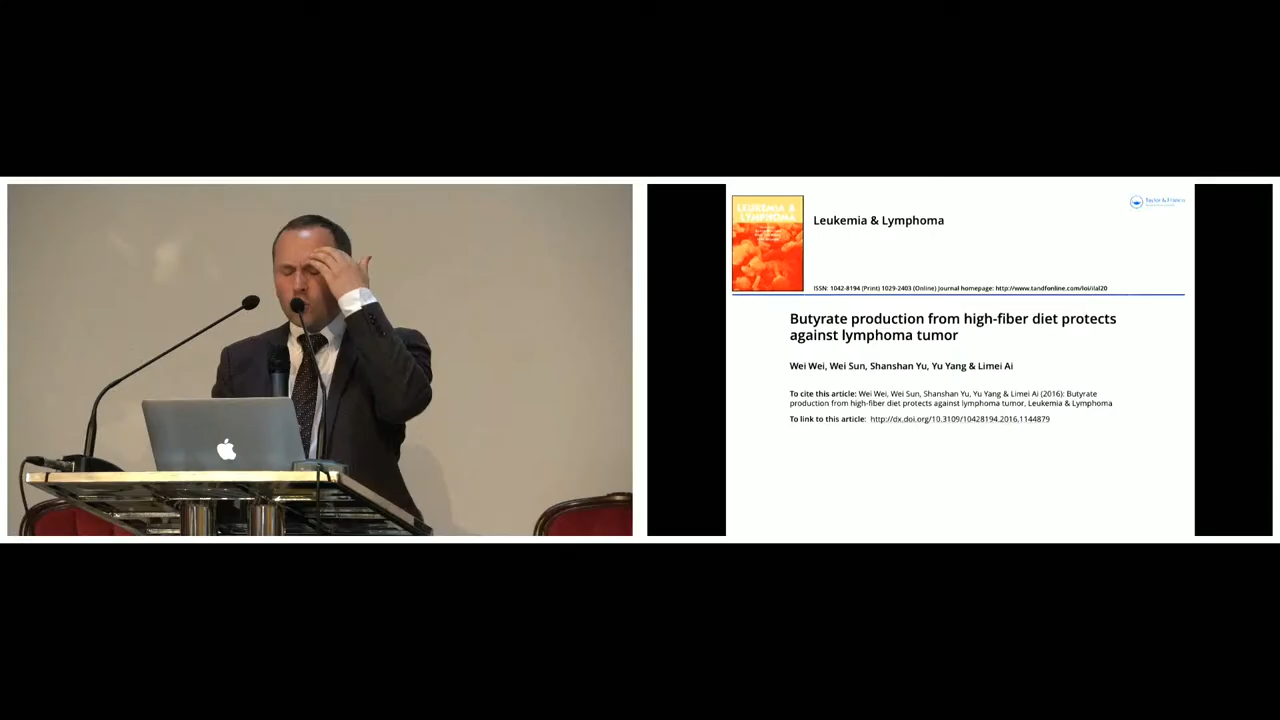 LEUKEMIA &
LYMPHOMA
Leukemia & Lymphoma
Taylor & Francis
ISSN: 1042-8194 (Print) 1029-2403 (Online) Journal homepage: http://www.tandfonline.com/loi/ilal20
Butyrate production from high-fiber diet protects
against lymphoma tumor
Wei Wei, Wei Sun, Shanshan Yu, Yu Yang & Limei Ai
To cite this article: Wei Wei, Wei Sun, Shanshan Yu, Yu Yang & Limei Ai (2016): Butyrate
production from high-fiber diet protects against lymphoma tumor, Leukemia & Lymphoma
To link to this article: http://dx.doi.org/10.3109/10428194.2016.1144879